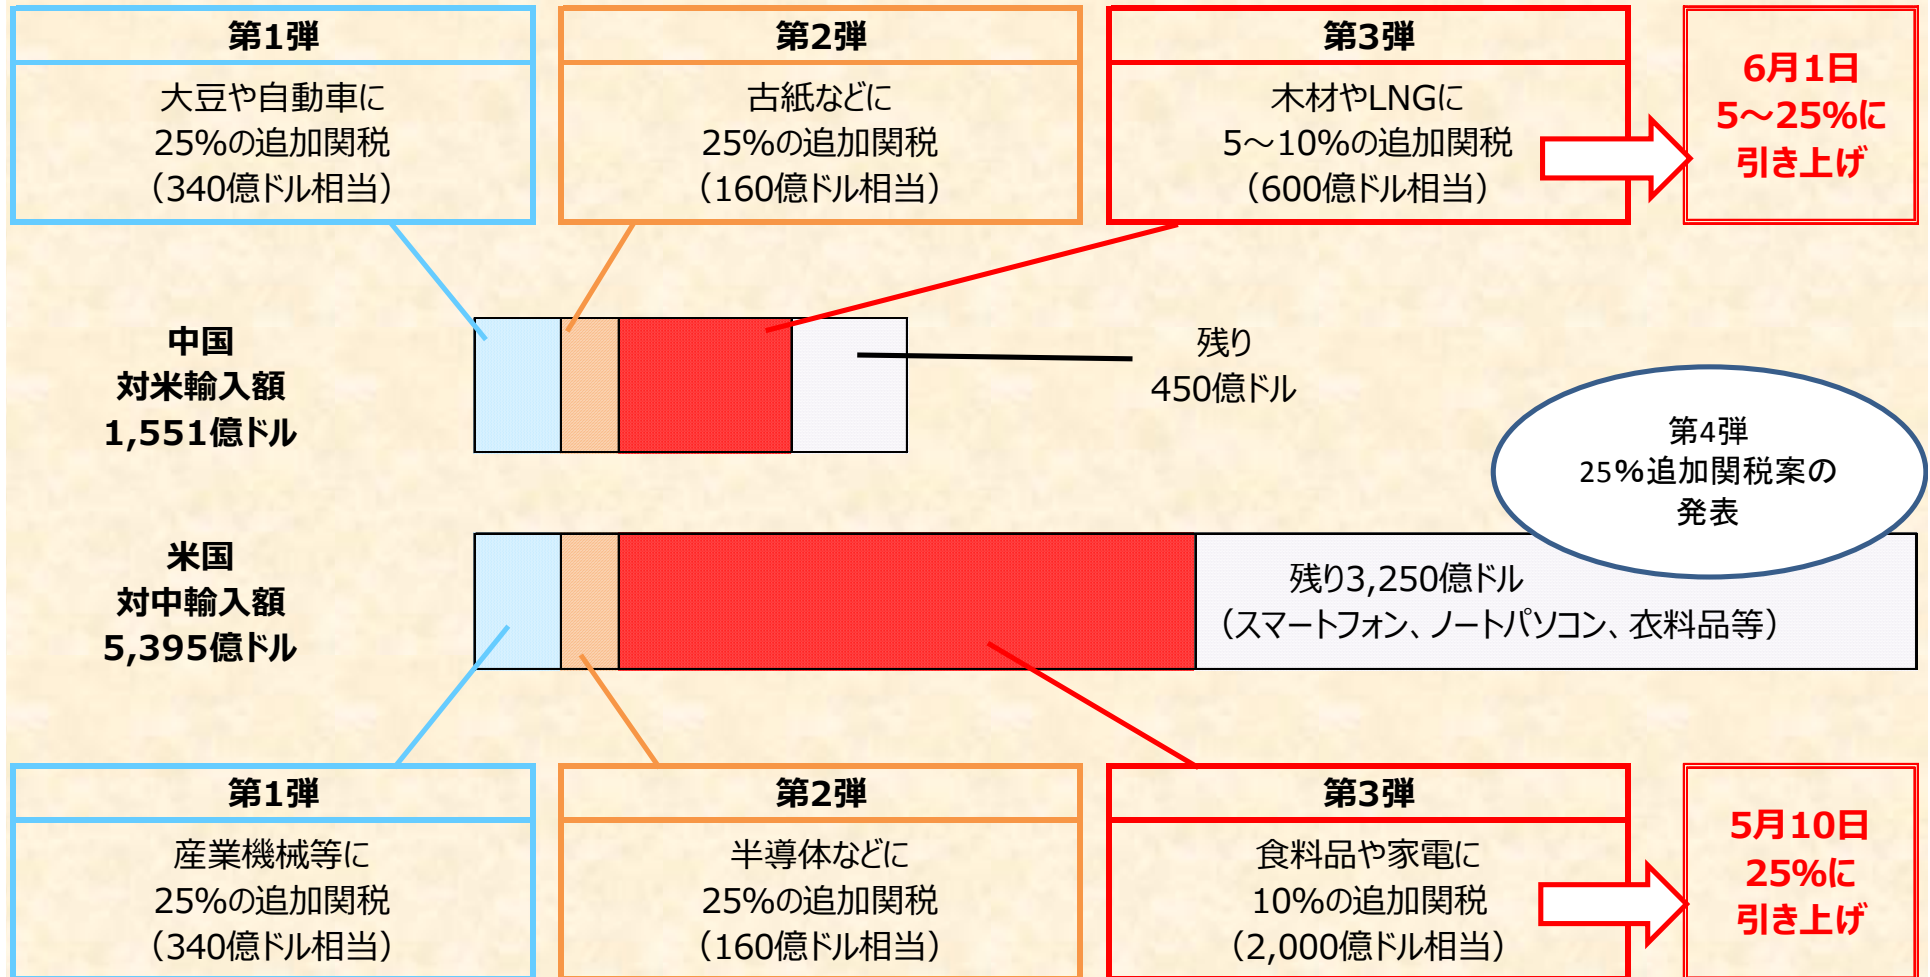 第1弾
大豆や自動車に
25%の追加関税
（340億ドル相当）
第2弾
古紙などに
25%の追加関税
（160億ドル相当）
第3弾
木材やLNGに
5～10%の追加関税
（600億ドル相当）
6月1日
5～25%に
引き上げ
中国
対米輸入額
1,551億ドル
残り
450億ドル
第4弾
25%追加関税案の
発表
米国
対中輸入額
5,395億ドル
残り3,250億ドル
（スマートフォン、ノートパソコン、衣料品等）
第1弾
産業機械等に
25%の追加関税
（340億ドル相当）
第2弾
半導体などに
25%の追加関税
（160億ドル相当）
第3弾
食料品や家電に
10%の追加関税
（2,000億ドル相当）
5月10日
25%に
引き上げ